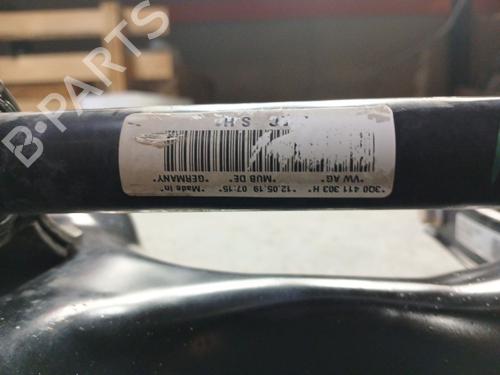 B-PARTS
*3Q0 411 303 H* *12.05.19 07:15* *Made in*
*VW AG* *MUB DE* *GERMANY*
S H*